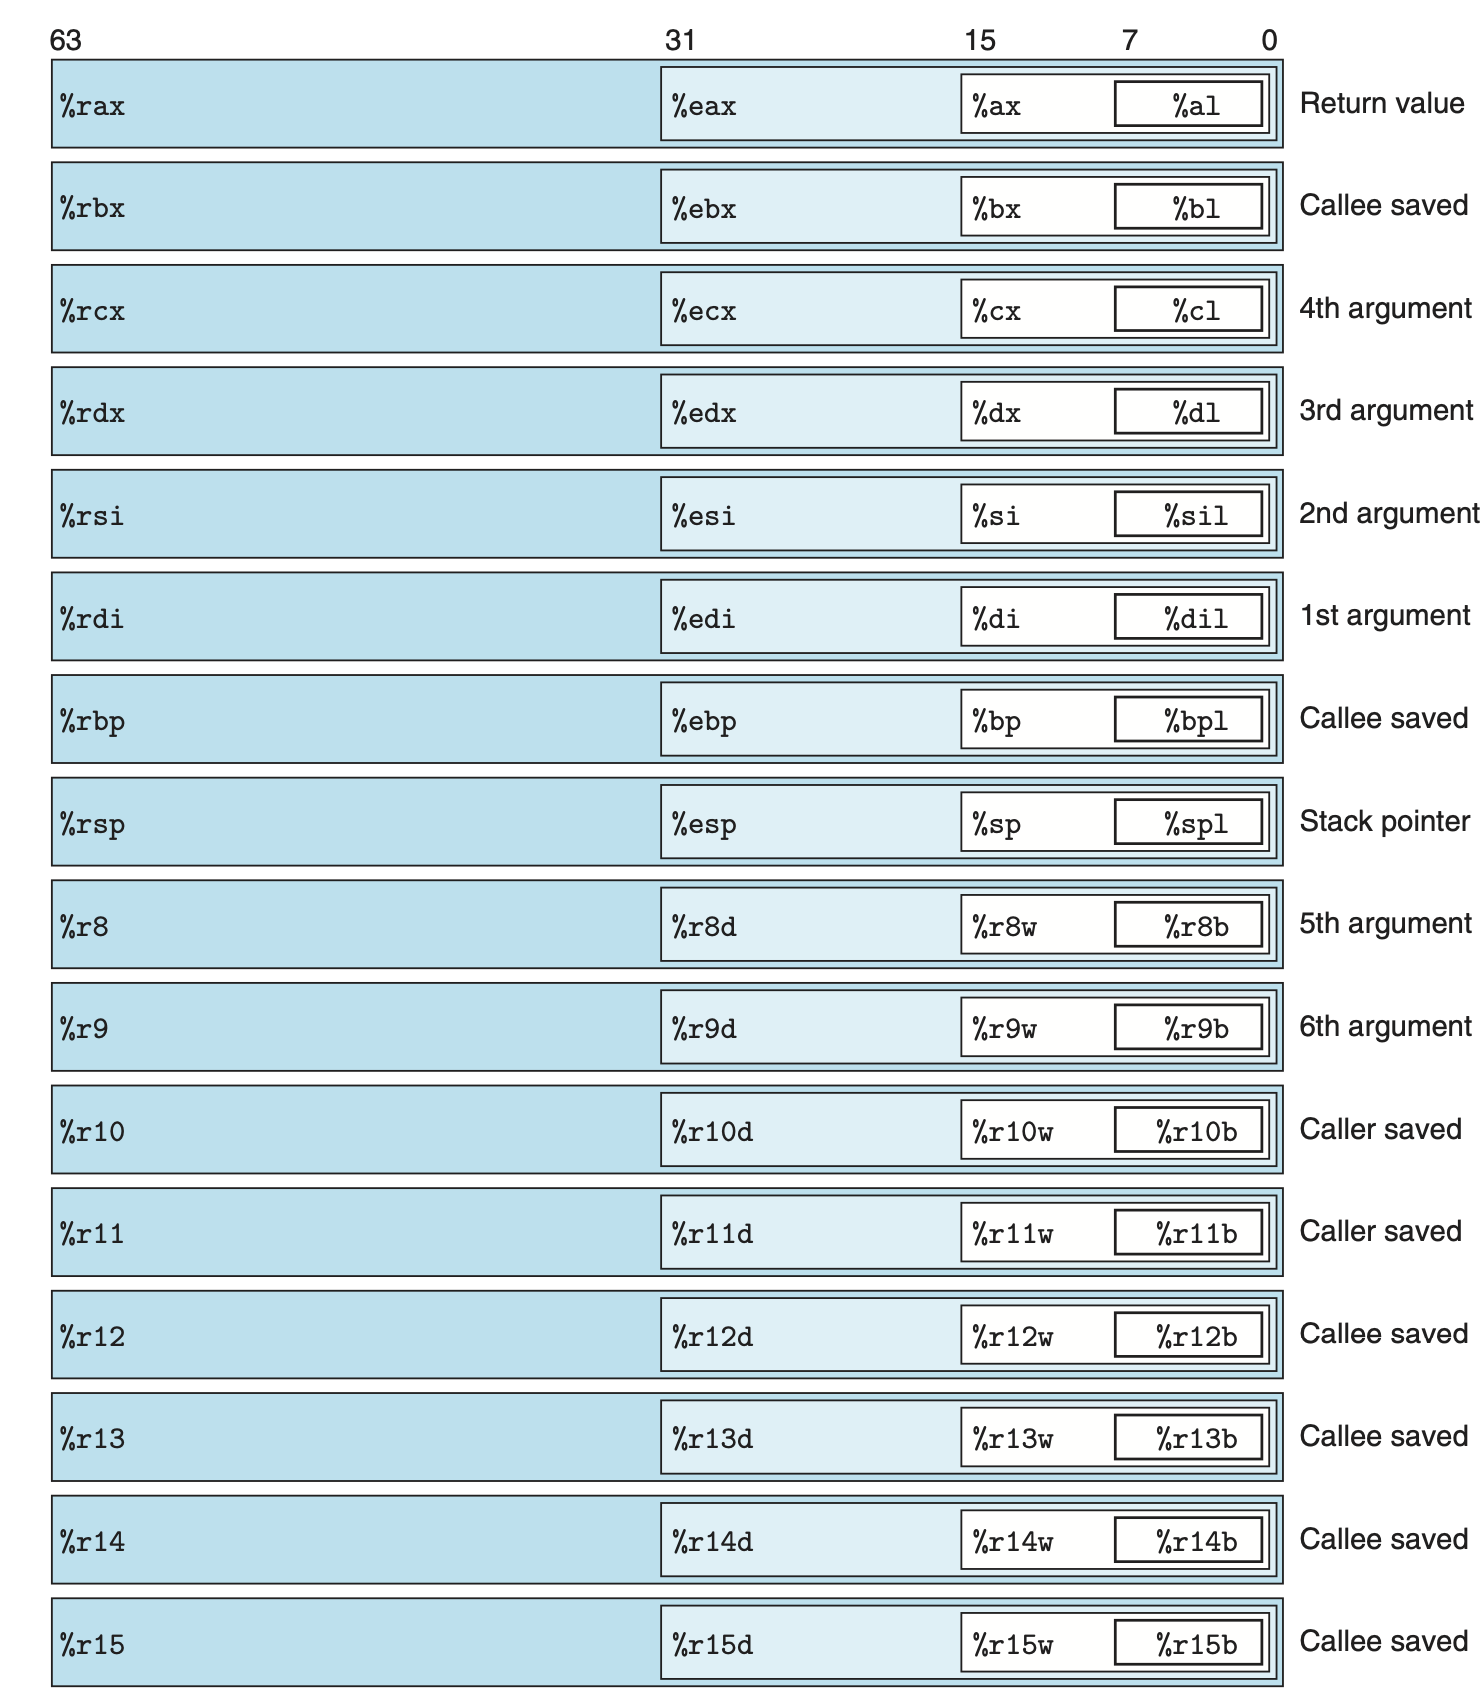 63 31 15 7 0
%rax %eax %ax %al Return value
%rbx %ebx %bx %bl Callee saved
%rcx %ecx %cx %cl 4th argument
%rdx %edx %dx %dl 3rd argument
%rsi %esi %si %sil 2nd argument
%rdi %edi %di %dil 1st argument
%rbp %ebp %bp %bpl Callee saved
%rsp %esp %sp %spl Stack pointer
%r8 %r8d %r8w %r8b 5th argument
%r9 %r9d %r9w %r9b 6th argument
%r10 %r10d %r10w %r10b Caller saved
%r11 %r11d %r11w %r11b Caller saved
%r12 %r12d %r12w %r12b Callee saved
%r13 %r13d %r13w %r13b Callee saved
%r14 %r14d %r14w %r14b Callee saved
%r15 %r15d %r15w %r15b Callee saved